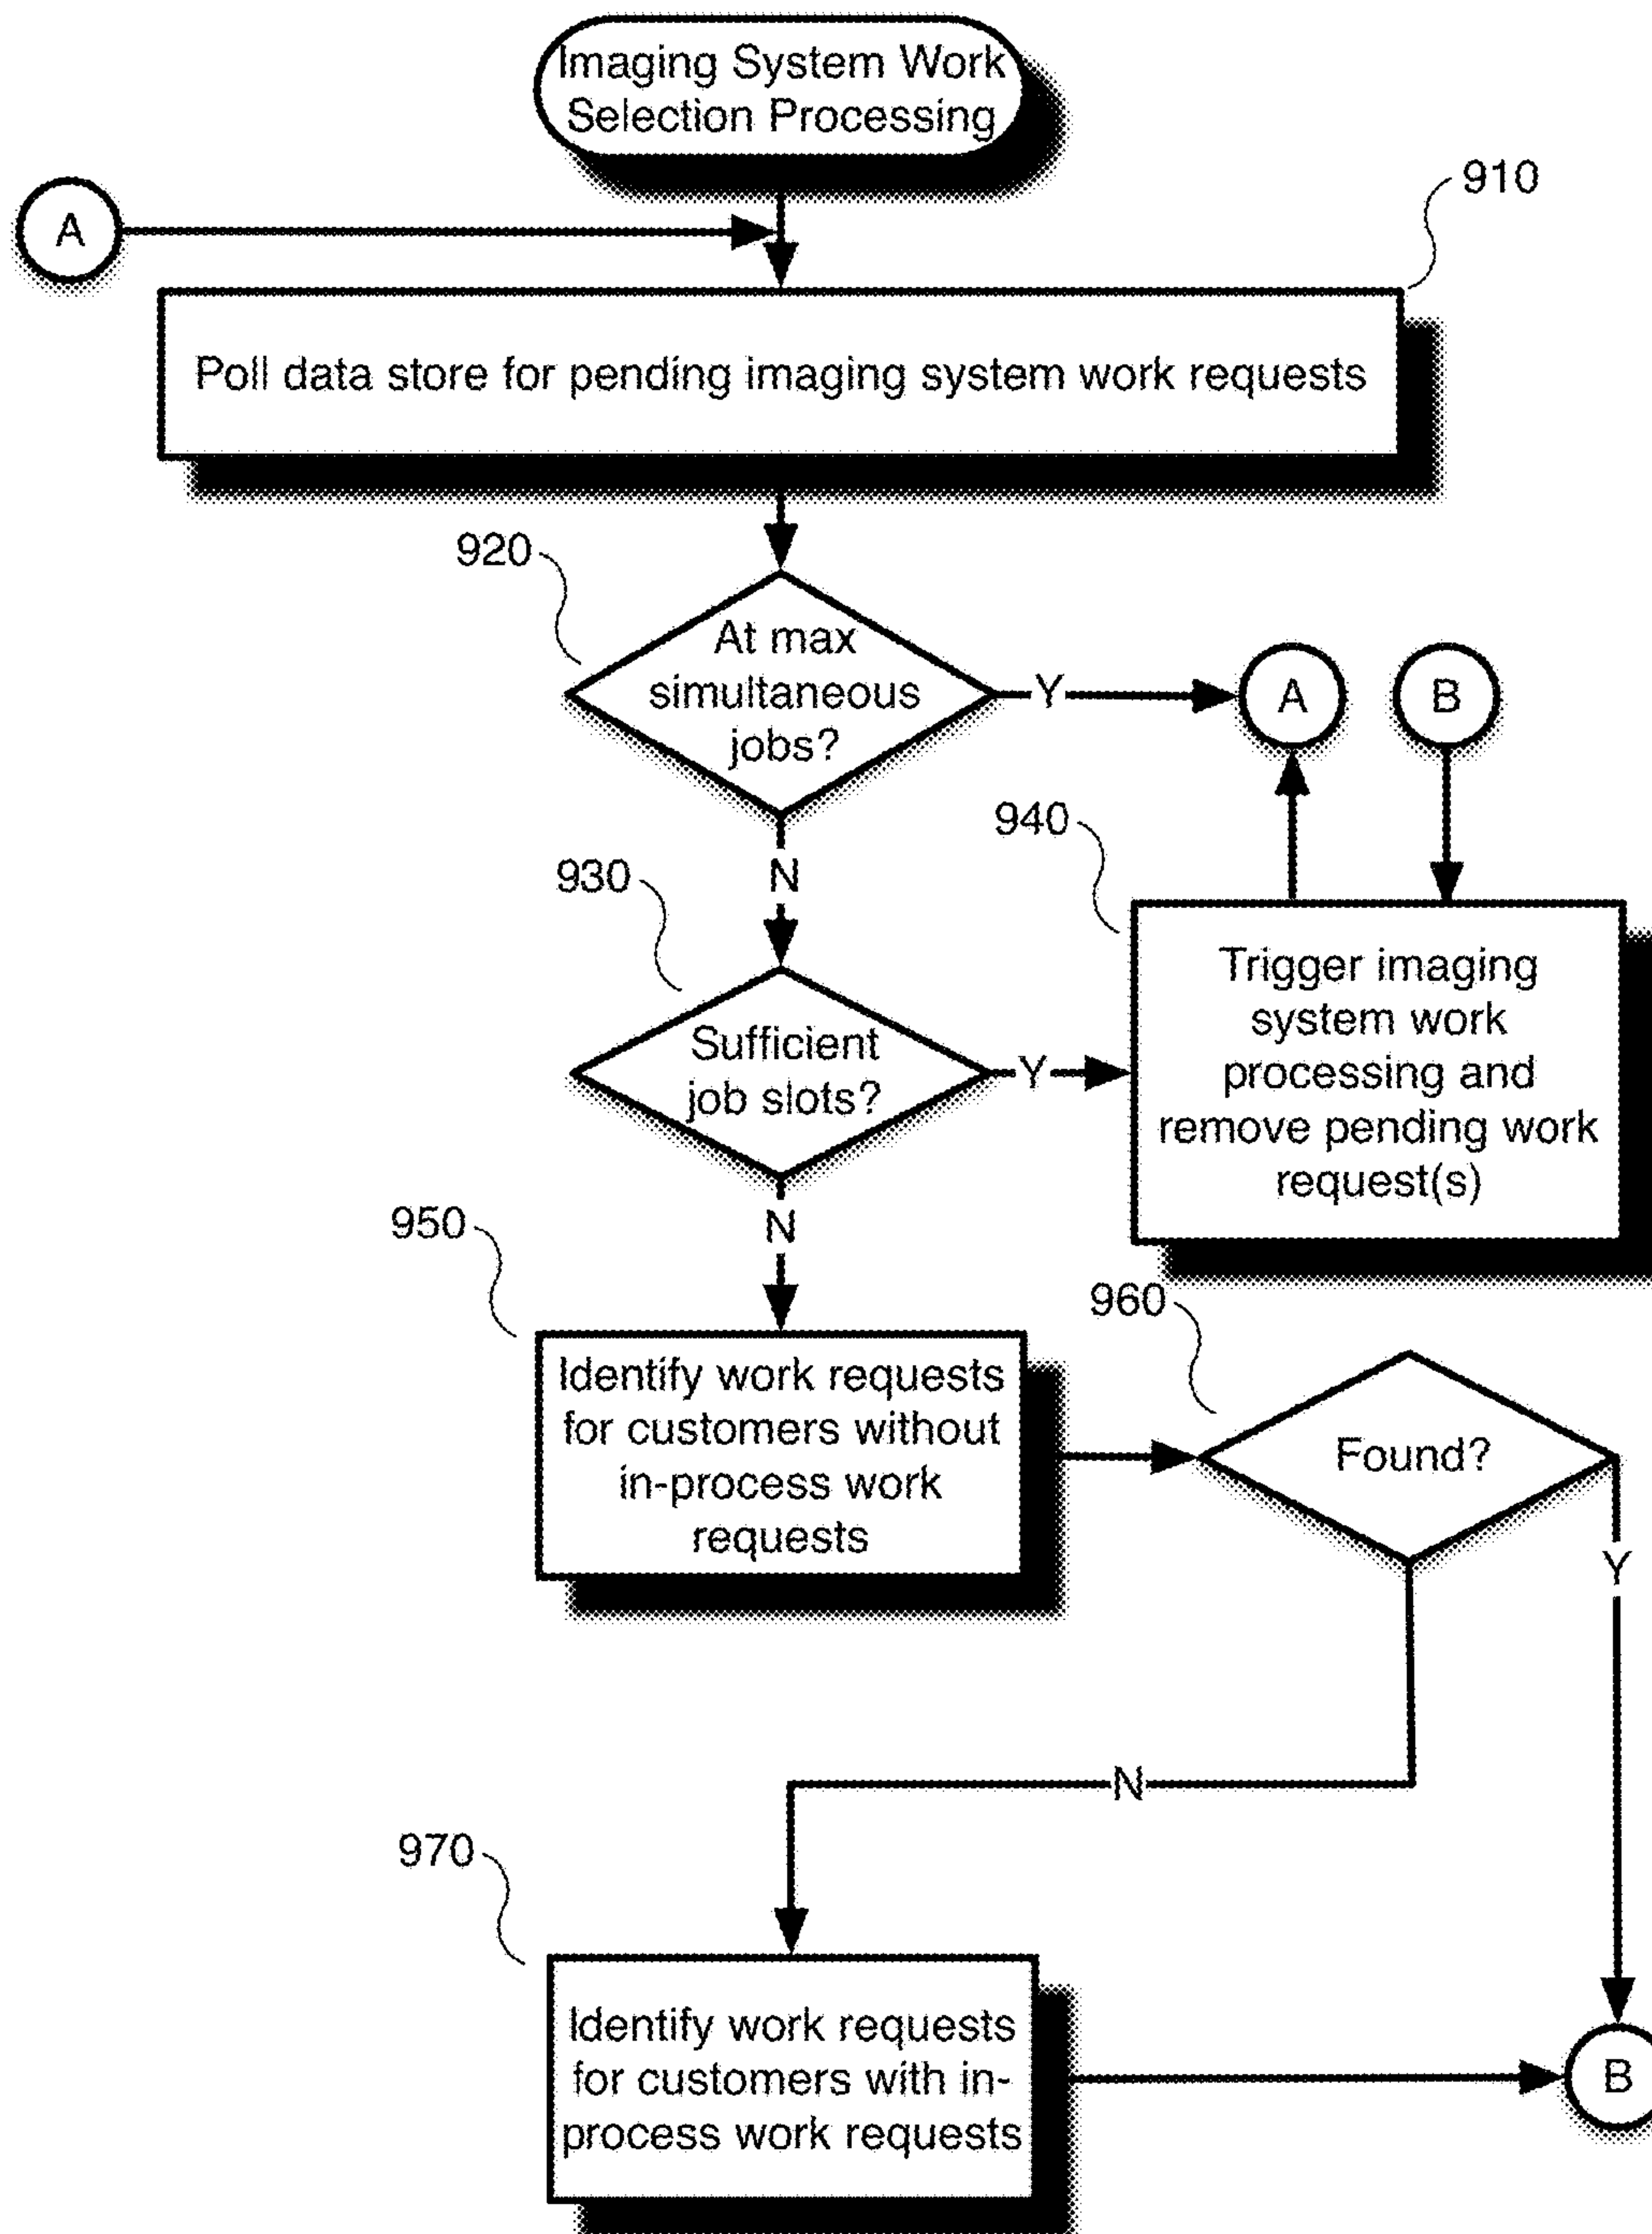 Imaging System Work
Selection Processing
A
910
Poll data store for pending imaging system work requests
920
At max
simultaneous
jobs?
Y
A
B
N
930
940
Sufficient
job slots?
Y
Trigger imaging
system work
processing and
remove pending work
request(s)
N
950
960
Identify work requests
for customers without
in-process work
requests
Found?
Y
N
970
Identify work requests
for customers with in-
process work requests
B